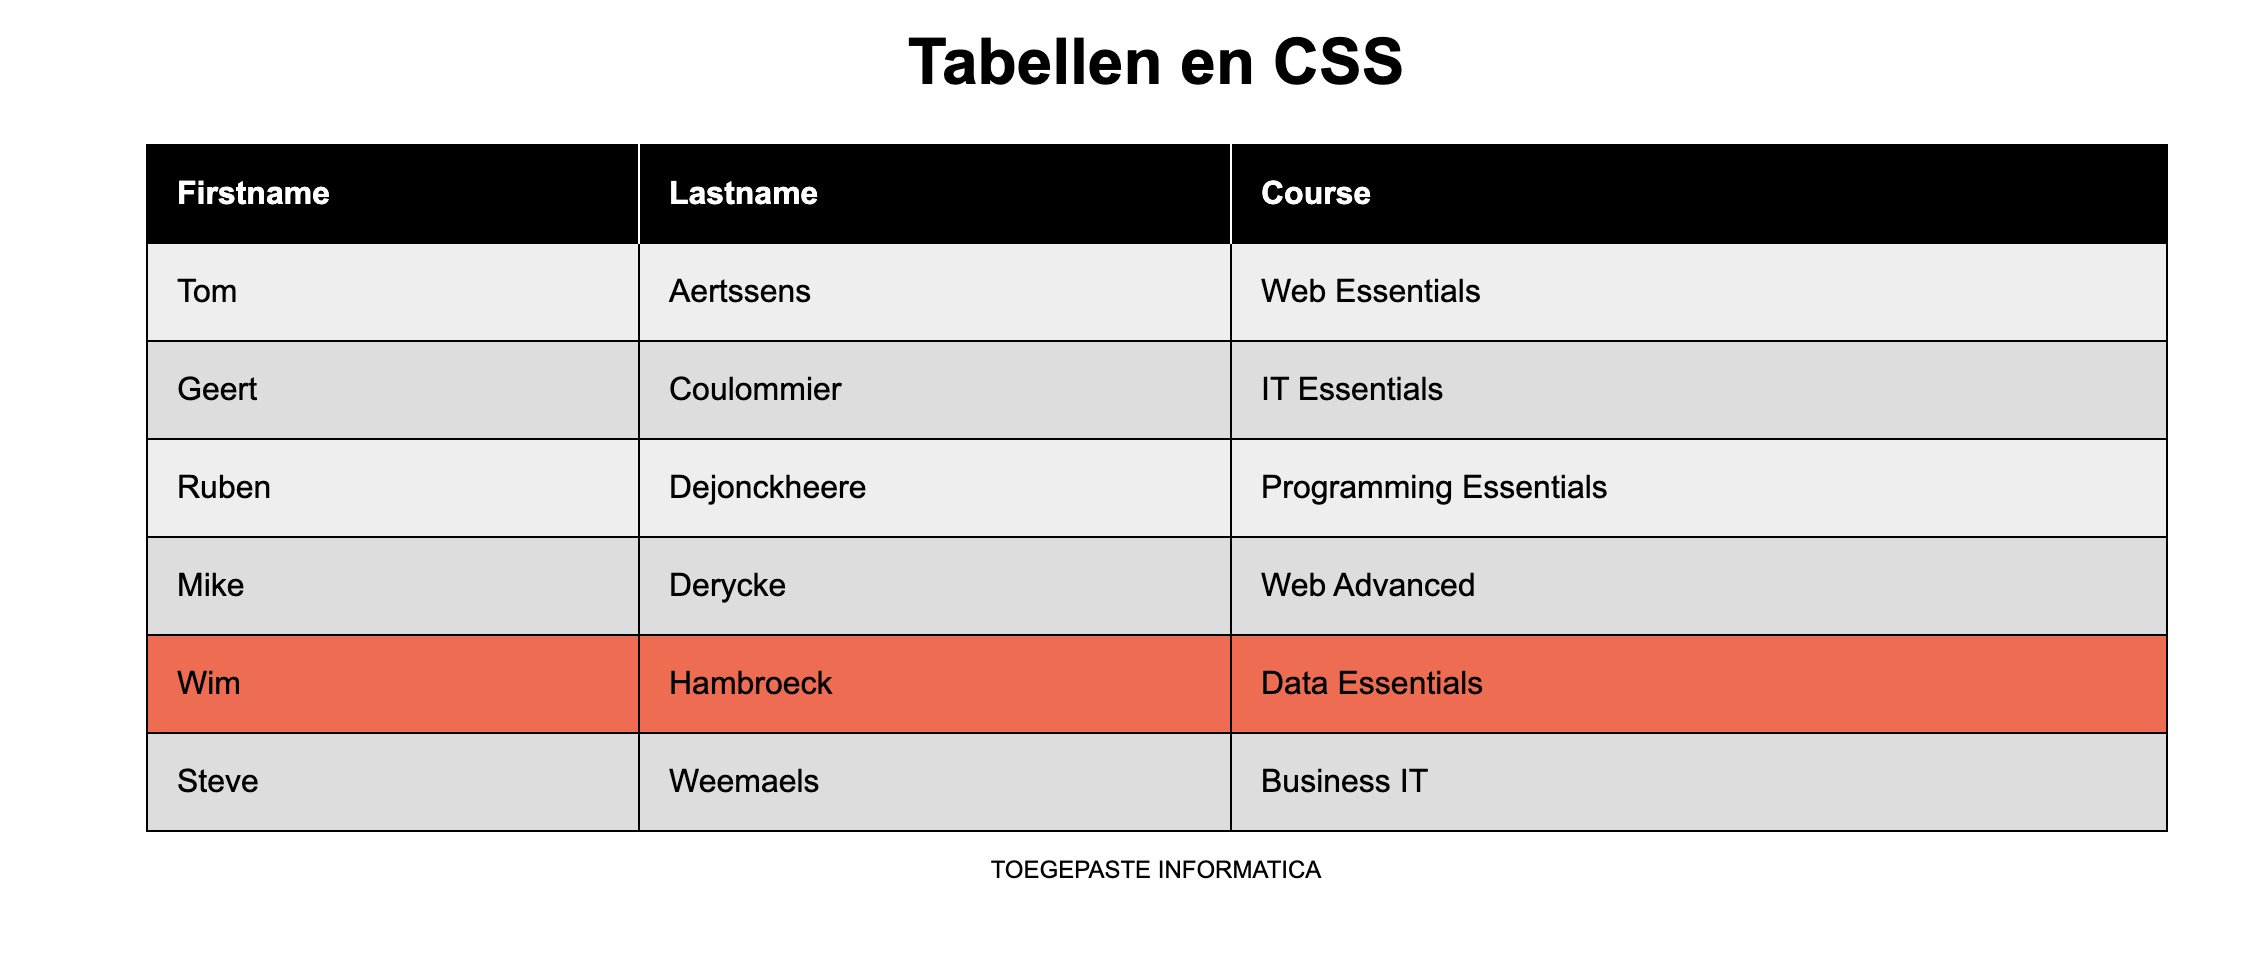 Tabellen en CSS
Firstname Lastname Course
Tom Aertssens Web Essentials
Geert Coulommier IT Essentials
Ruben Dejonckheere Programming Essentials
Mike Derycke Web Advanced
Wim Hambroeck Data Essentials
Steve Weemaels Business IT
TOEGEPASTE INFORMATICA